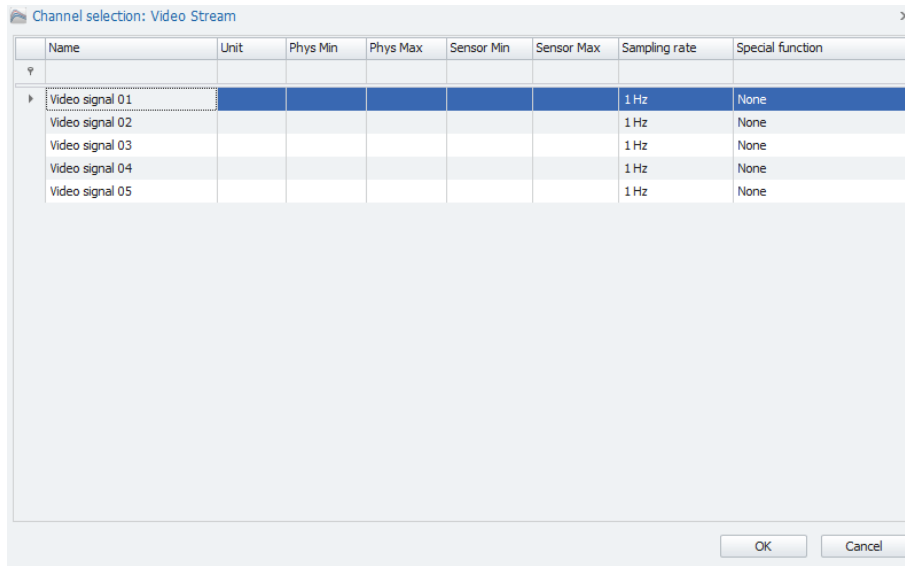 Channel selection: Video Stream
Name Unit Phys Min Phys Max Sensor Min Sensor Max Sampling rate Special function
Video signal 01 1 Hz None
Video signal 02 1 Hz None
Video signal 03 1 Hz None
Video signal 04 1 Hz None
Video signal 05 1 Hz None
OK Cancel